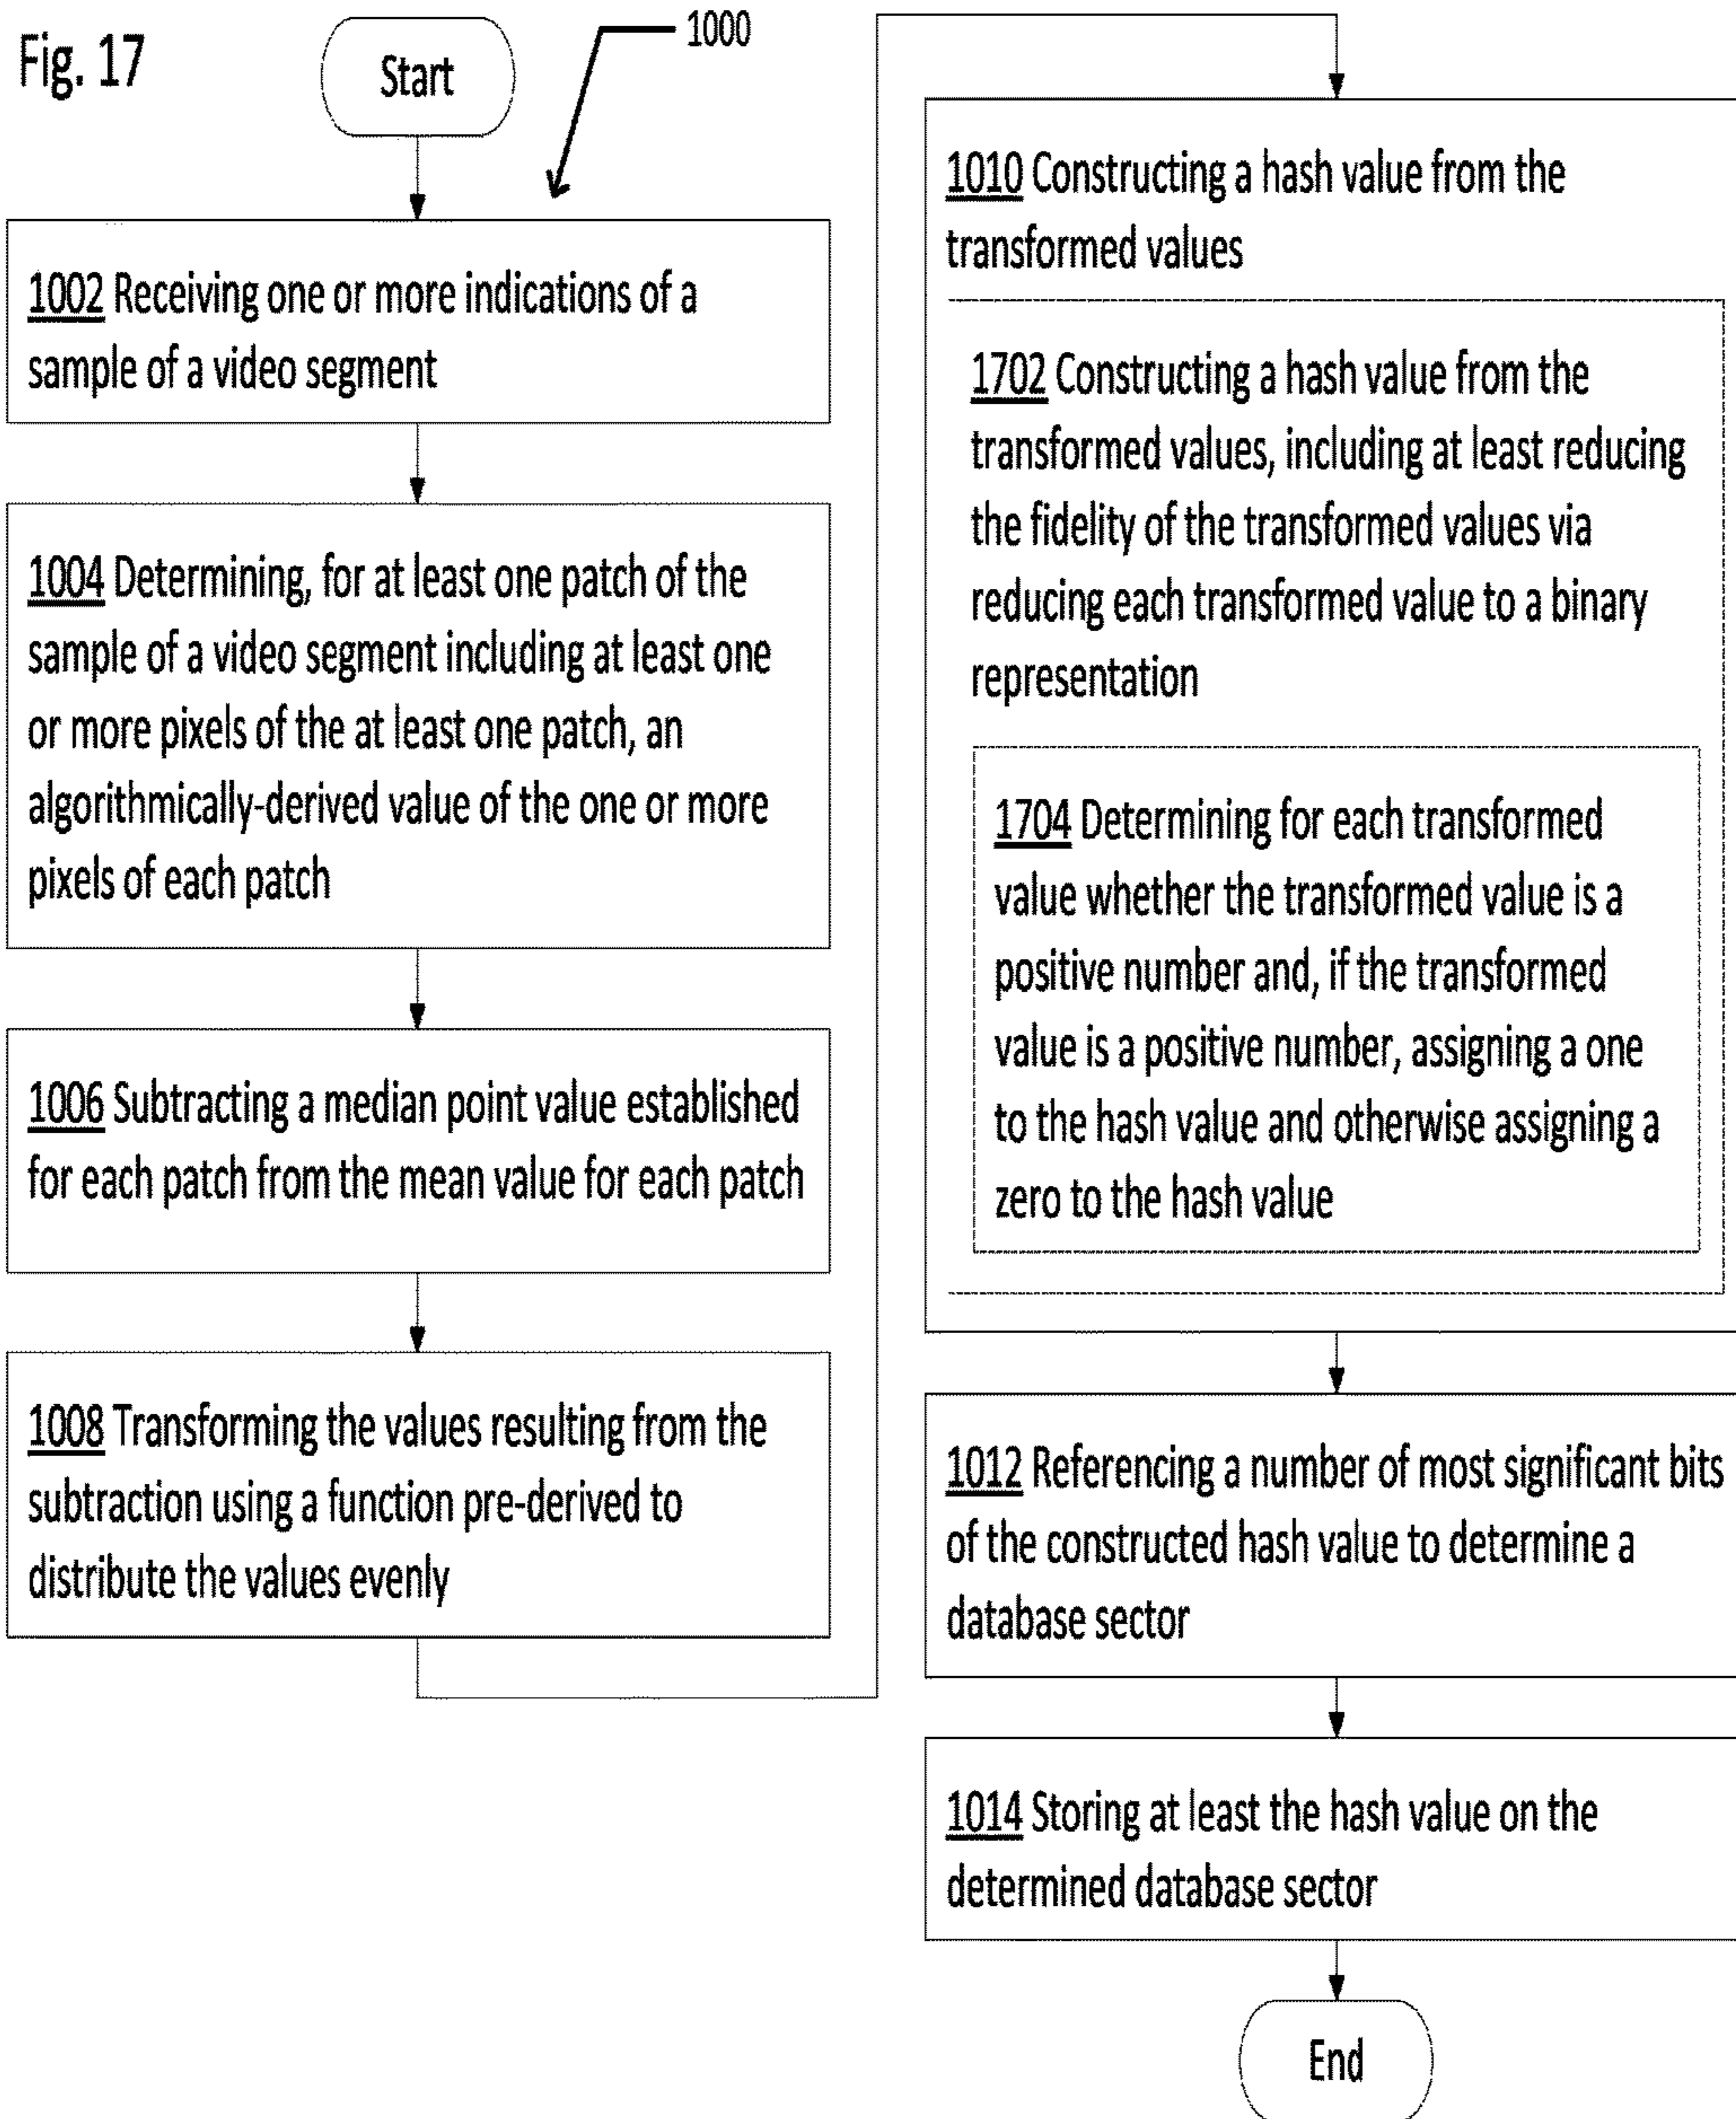 Fig. 17
Start
1000
1002 Receiving one or more indications of a
sample of a video segment
1004 Determining, for at least one patch of the
sample of a video segment including at least one
or more pixels of the at least one patch, an
algorithmically-derived value of the one or more
pixels of each patch
1006 Subtracting a median point value established
for each patch from the mean value for each patch
1008 Transforming the values resulting from the
subtraction using a function pre-derived to
distribute the values evenly
1010 Constructing a hash value from the
transformed values
1702 Constructing a hash value from the
transformed values, including at least reducing
the fidelity of the transformed values via
reducing each transformed value to a binary
representation
1704 Determining for each transformed
value whether the transformed value is a
positive number and, if the transformed
value is a positive number, assigning a one
to the hash value and otherwise assigning a
zero to the hash value
1012 Referencing a number of most significant bits
of the constructed hash value to determine a
database sector
1014 Storing at least the hash value on the
determined database sector
End